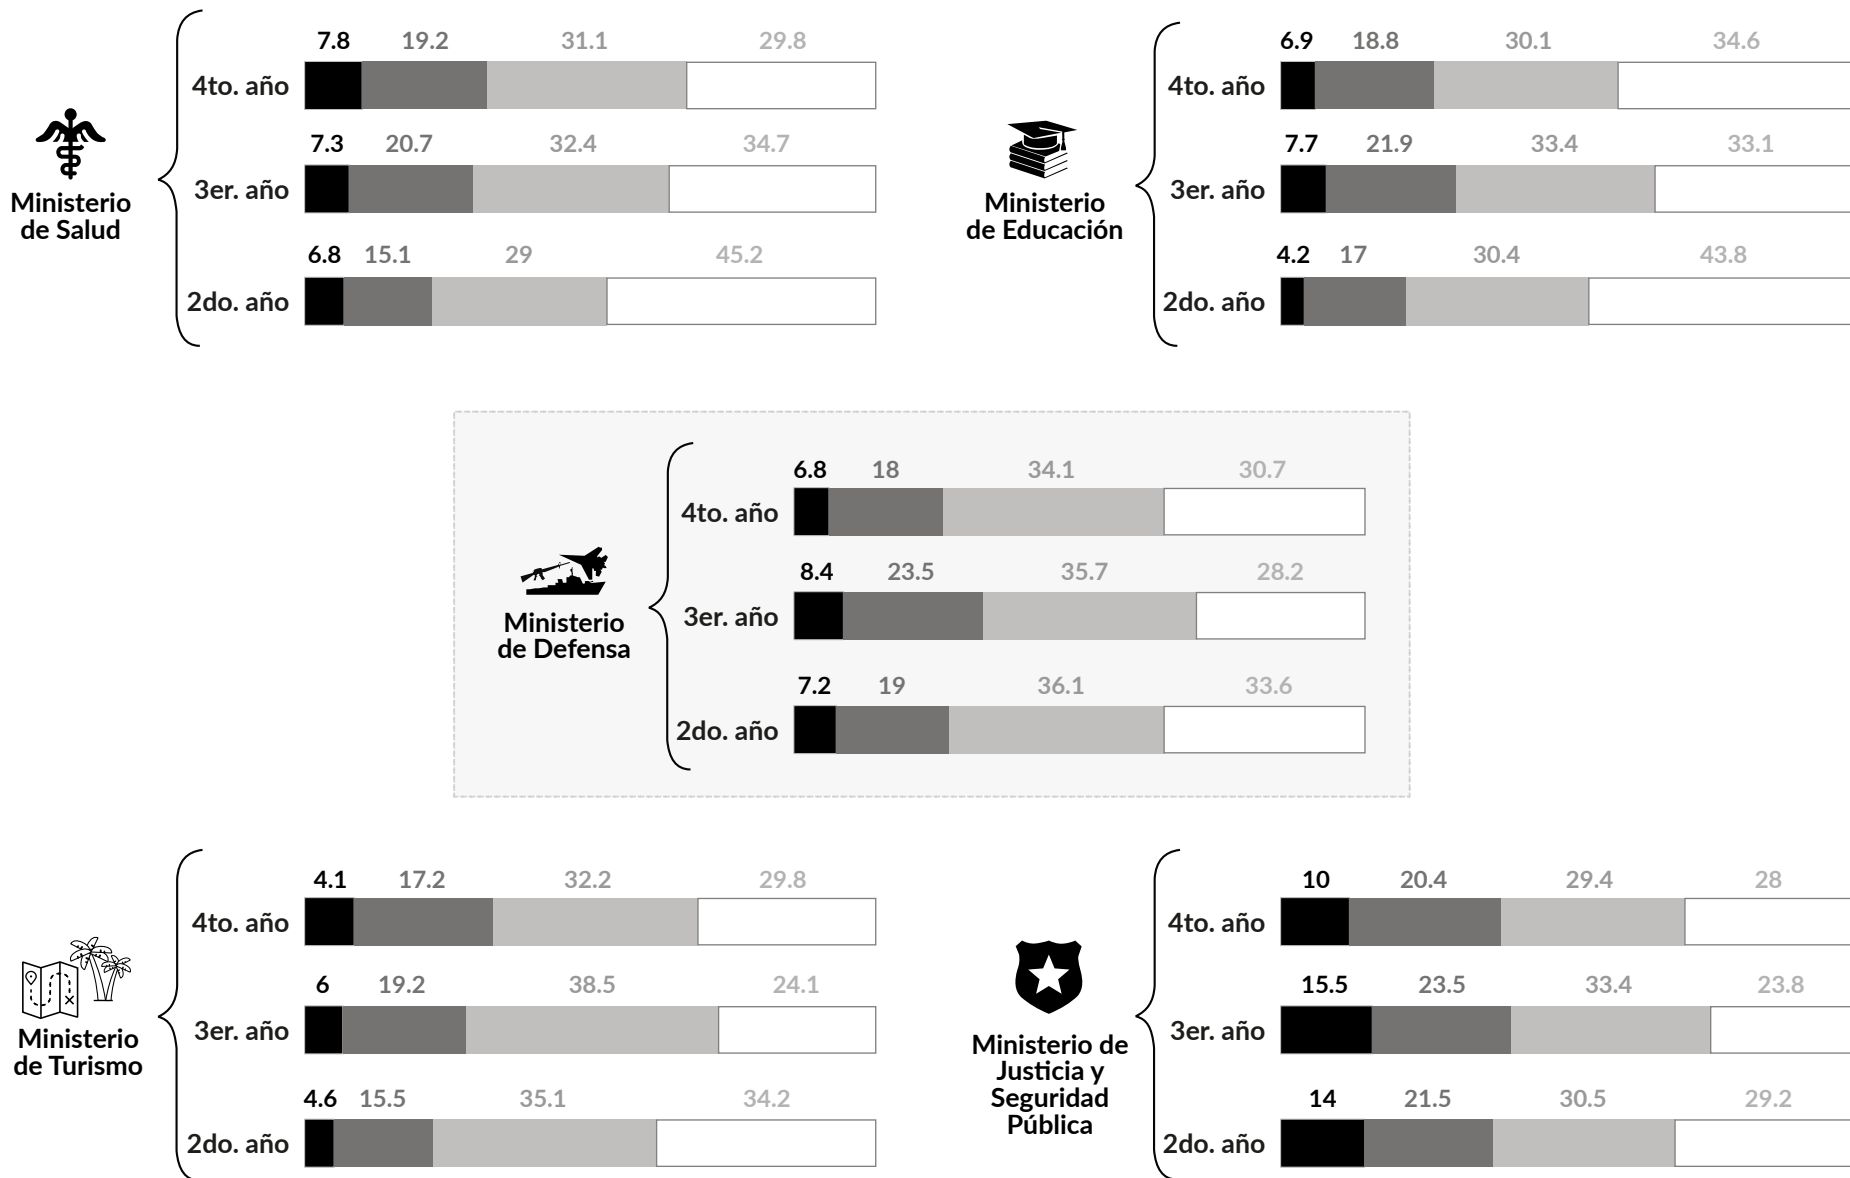 7.8 19.2 31.1 29.8
4to. año
7.3 20.7 32.4 34.7
3er. año
Ministerio
de Salud
6.8 15.1 29 45.2
2do. año
6.9 18.8 30.1 34.6
4to. año
7.7 21.9 33.4 33.1
3er. año
Ministerio
de Educación
4.2 17 30.4 43.8
2do. año
6.8 18 34.1 30.7
4to. año
8.4 23.5 35.7 28.2
3er. año
Ministerio
de Defensa
7.2 19 36.1 33.6
2do. año
4.1 17.2 32.2 29.8
4to. año
6 19.2 38.5 24.1
3er. año
Ministerio
de Turismo
4.6 15.5 35.1 34.2
2do. año
10 20.4 29.4 28
4to. año
15.5 23.5 33.4 23.8
3er. año
Ministerio de
Justicia y
Seguridad
Pública
14 21.5 30.5 29.2
2do. año